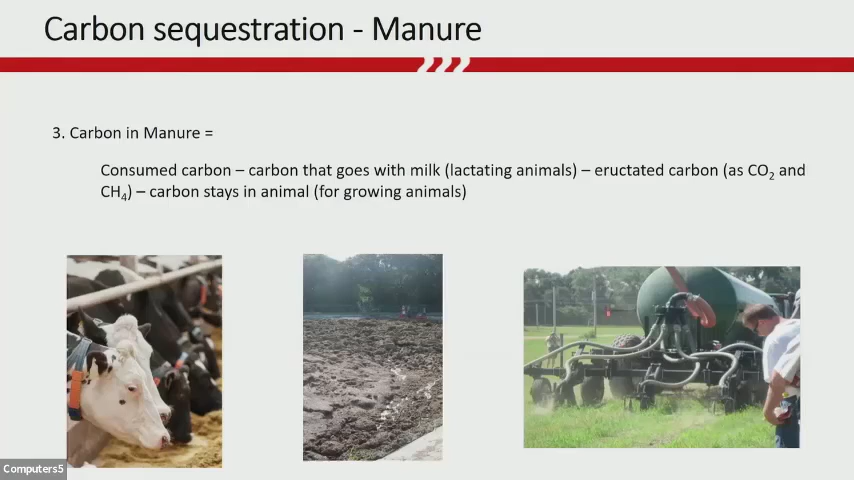 Carbon sequestration - Manure
3. Carbon in Manure =
Consumed carbon – carbon that goes with milk (lactating animals) – eructated carbon (as CO₂ and
CH₄) – carbon stays in animal (for growing animals)
Computers5